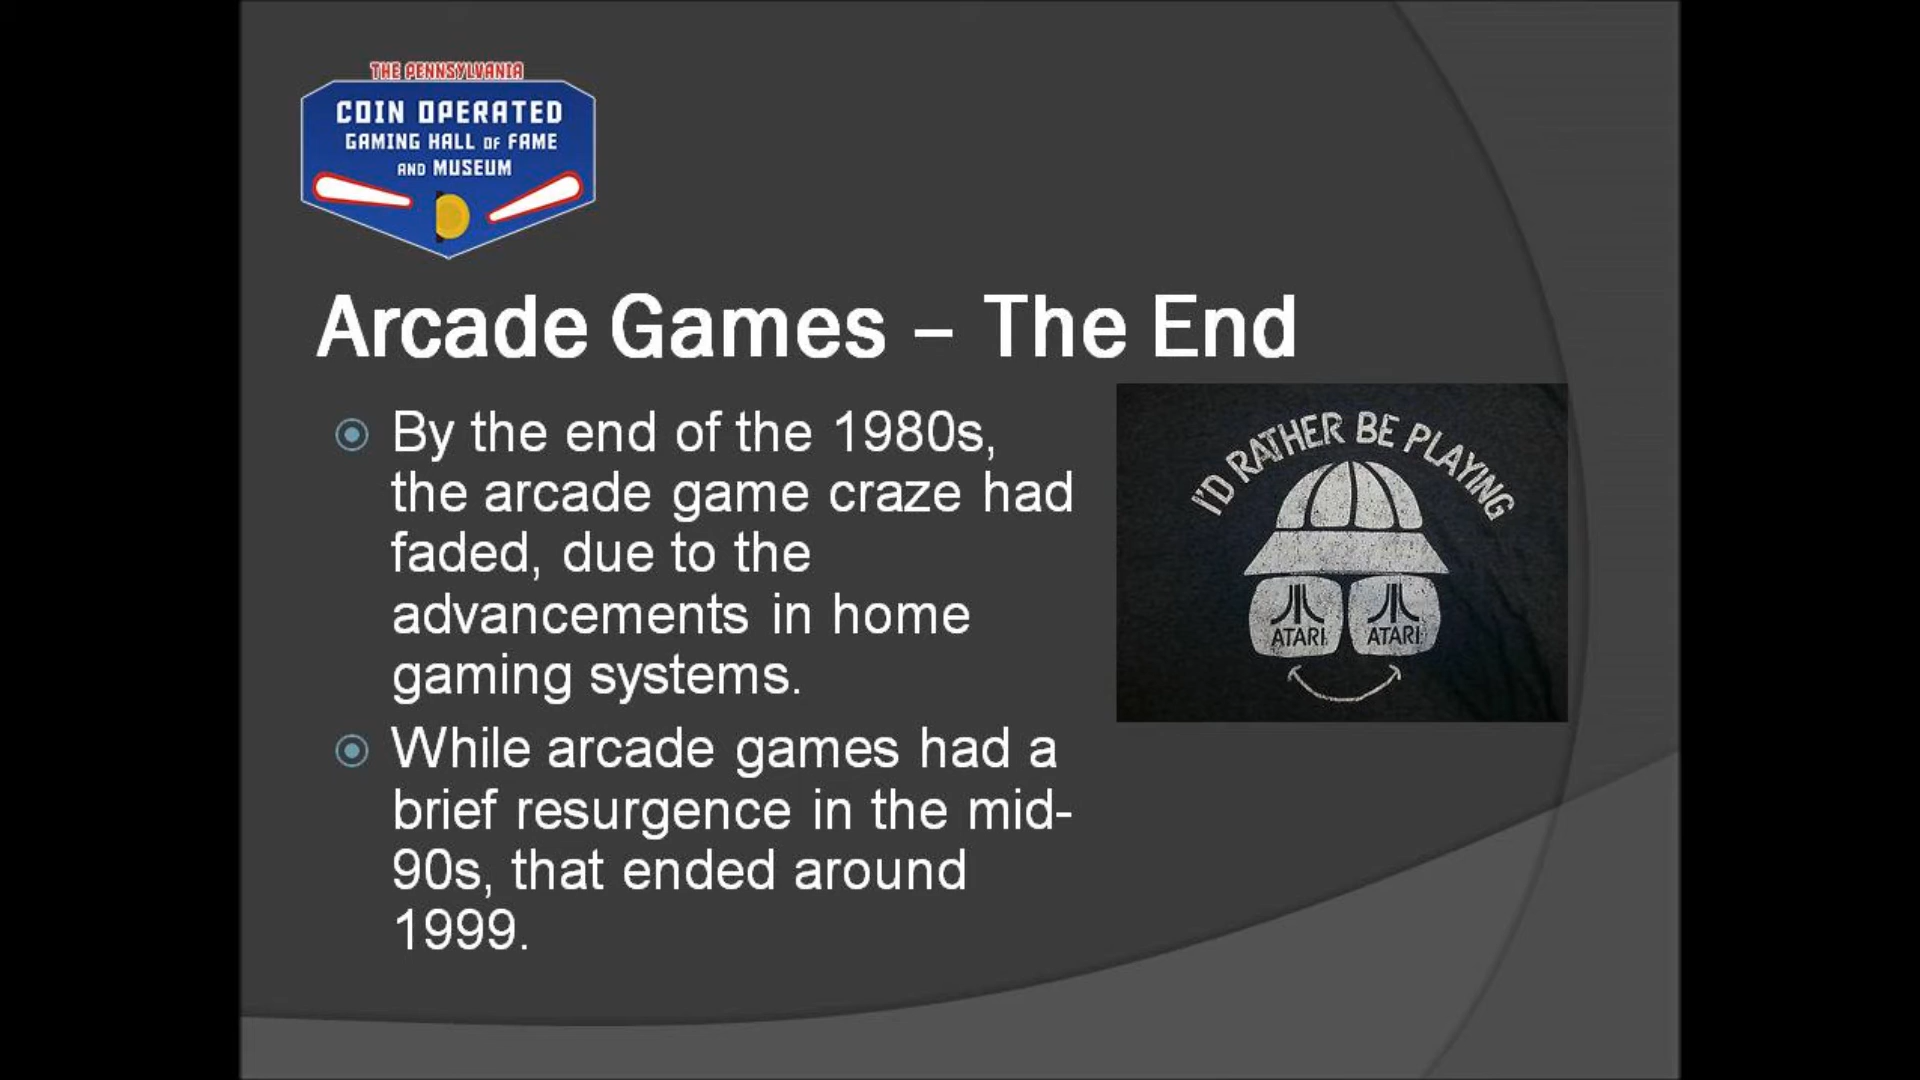 THE PENNSYLVANIA
COIN OPERATED
GAMING HALL OF FAME
AND MUSEUM
Arcade Games – The End
By the end of the 1980s,
the arcade game craze had
faded, due to the
advancements in home
gaming systems.
While arcade games had a
brief resurgence in the mid-
90s, that ended around
1999.
I'D RATHER BE PLAYING
ATARI ATARI